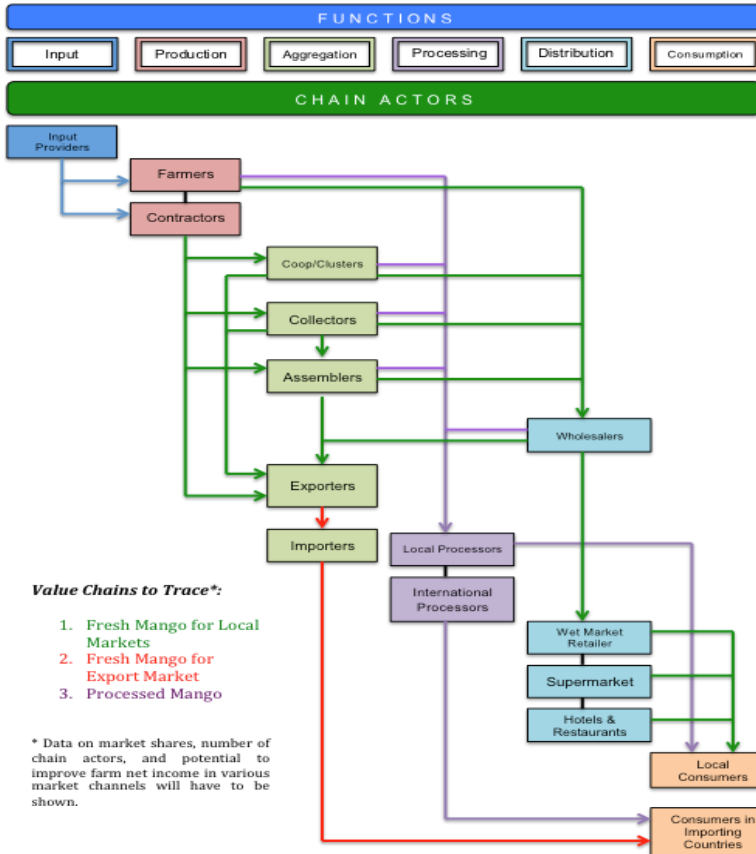 FUNCTIONS
Input
Production
Aggregation
Processing
Distribution
Consumption
CHAIN ACTORS
Input
Providers
Farmers
Contractors
Coop/Clusters
Collectors
Assemblers
Wholesalers
Exporters
Importers
Local Processors
International
Processors
Value Chains to Trace*:
1. Fresh Mango for Local
Markets
2. Fresh Mango for
Export Market
3. Processed Mango
* Data on market shares, number of
chain actors, and potential to
improve farm net income in various
market channels will have to be
shown.
Wet Market
Retailer
Supermarket
Hotels &
Restaurants
Local
Consumers
Consumers in
Importing
Countries